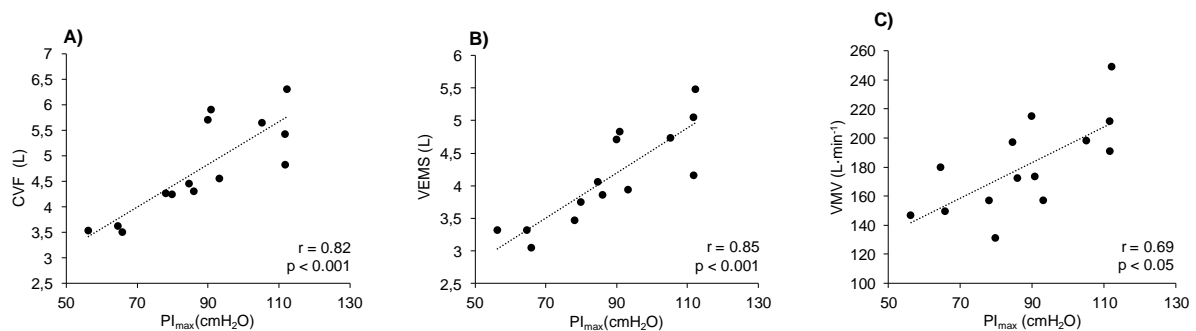 A)
7
6,5
6
5,5
5
4,5
4
3,5
3
2,5
CVF (L)
50 70 90 110 130
PImax(cmH2O)
r = 0.82
p < 0.001
B)
6
5,5
5
4,5
4
3,5
3
2,5
VEMS (L)
50 70 90 110 130
PImax(cmH2O)
r = 0.85
p < 0.001
C)
260
240
220
200
180
160
140
120
100
VMV (L·min-1)
50 70 90 110 130
PImax(cmH2O)
r = 0.69
p < 0.05